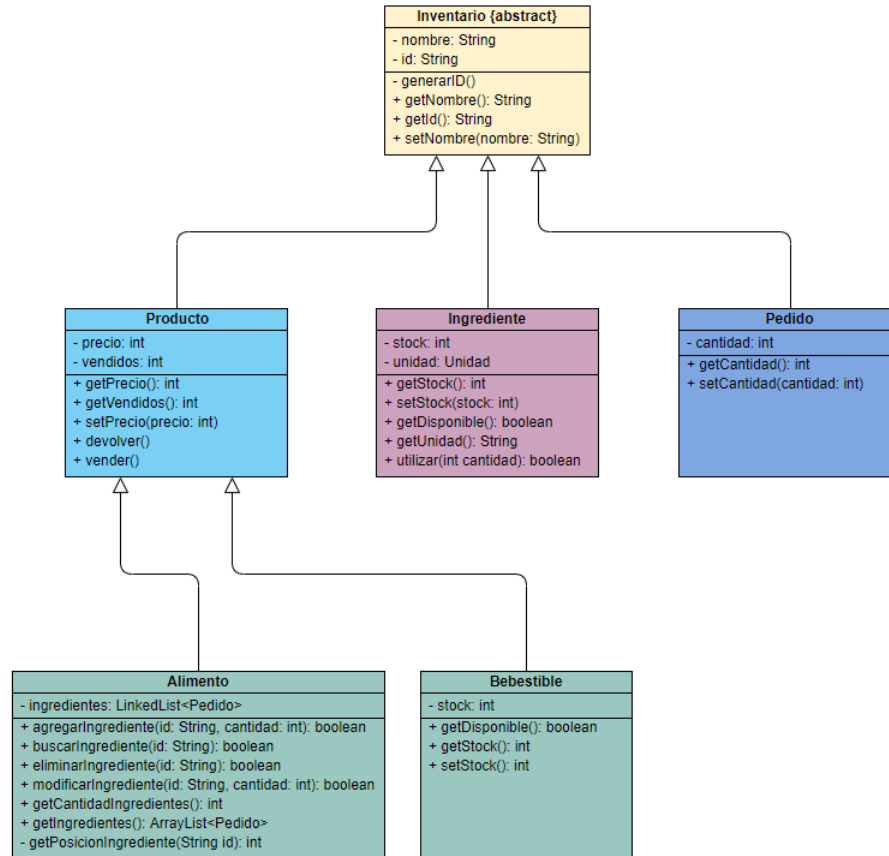 Inventario {abstract}
- nombre: String
- id: String
- generarID()
+ getNombre(): String
+ getId(): String
+ setNombre(nombre: String)
Producto
- precio: int
- vendidos: int
+ getPrecio(): int
+ getVendidos(): int
+ setPrecio(precio: int)
+ devolver()
+ vender()
Ingrediente
- stock: int
- unidad: Unidad
+ getStock(): int
+ setStock(stock: int)
+ getDisponible(): boolean
+ getUnidad(): String
+ utilizar(int cantidad): boolean
Pedido
- cantidad: int
+ getCantidad(): int
+ setCantidad(cantidad: int)
Alimento
- ingredientes: LinkedList<Pedido>
+ agregarIngrediente(id: String, cantidad: int): boolean
+ buscarIngrediente(id: String): boolean
+ eliminarIngrediente(id: String): boolean
+ modificarIngrediente(id: String, cantidad: int): boolean
+ getCantidadIngredientes(): int
+ getIngredientes(): ArrayList<Pedido>
- getPosicionIngrediente(String id): int
Bebestible
- stock: int
+ getDisponible(): boolean
+ getStock(): int
+ setStock(): int